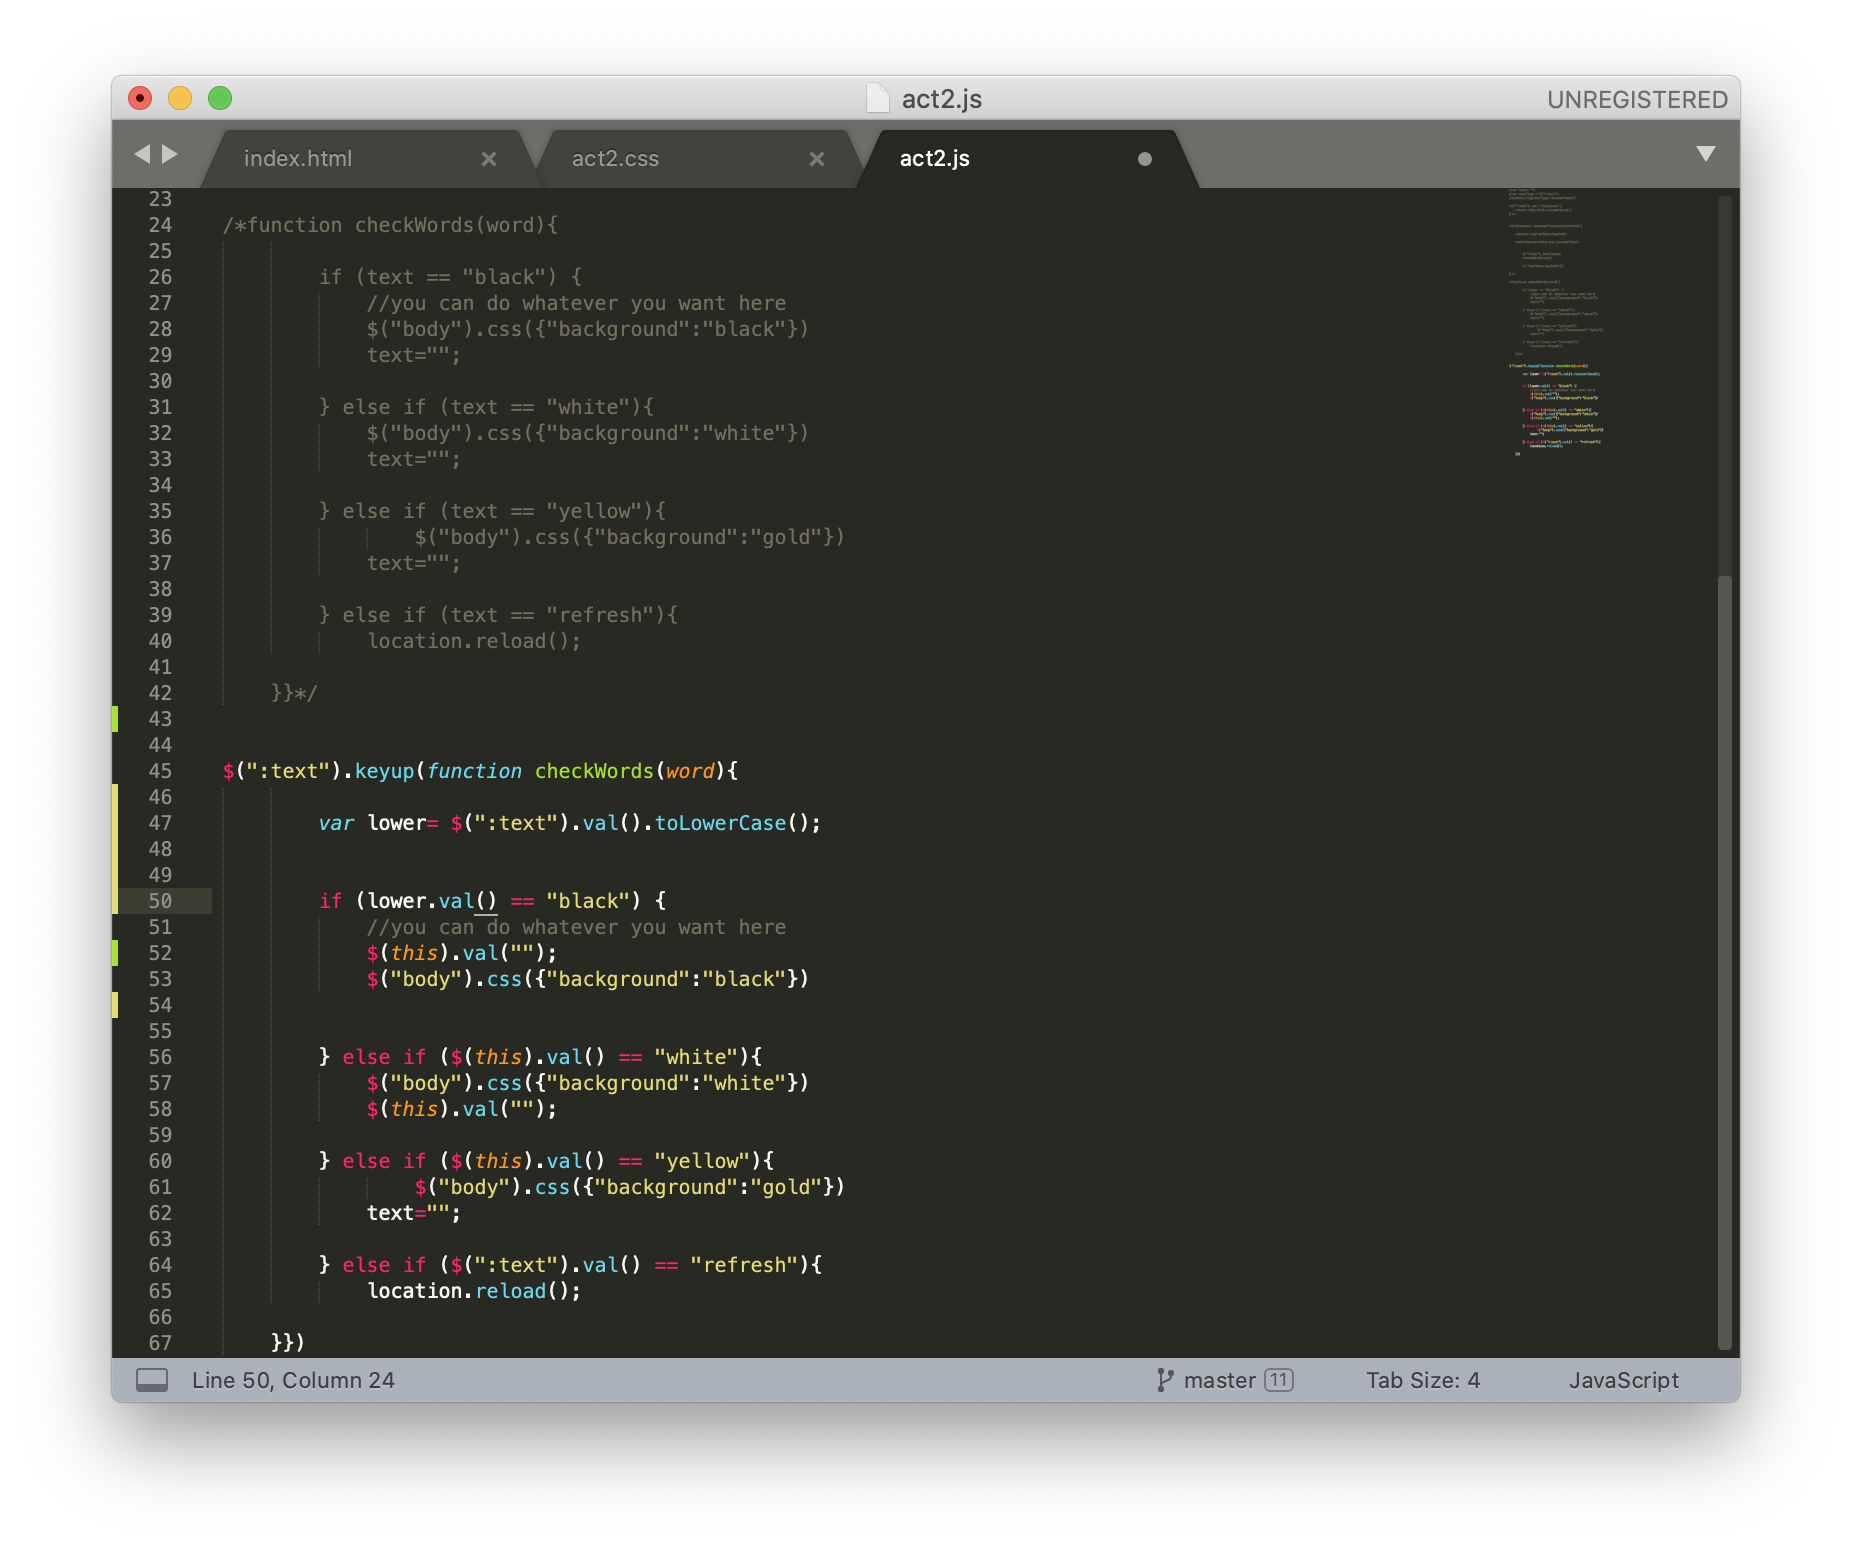 act2.js
UNREGISTERED
index.html
act2.css
act2.js
23
24 /*function checkWords(word){
25
26 if (text == "black") {
27 //you can do whatever you want here
28 $("body").css({"background":"black"})
29 text="";
30
31 } else if (text == "white"){
32 $("body").css({"background":"white"})
33 text="";
34
35 } else if (text == "yellow"){
36 $("body").css({"background":"gold"})
37 text="";
38
39 } else if (text == "refresh"){
40 location.reload();
41
42 }}*/
43
44
45 $(":text").keyup(function checkWords(word){
46
47 var lower= $(":text").val().toLowerCase();
48
49
50 if (lower.val() == "black") {
51 //you can do whatever you want here
52 $(this).val("");
53 $("body").css({"background":"black"})
54
55
56 } else if ($(this).val() == "white"){
57 $("body").css({"background":"white"})
58 $(this).val("");
59
60 } else if ($(this).val() == "yellow"){
61 $("body").css({"background":"gold"})
62 text="";
63
64 } else if ($(":text").val() == "refresh"){
65 location.reload();
66
67 }})
Line 50, Column 24
master 11
Tab Size: 4
JavaScript